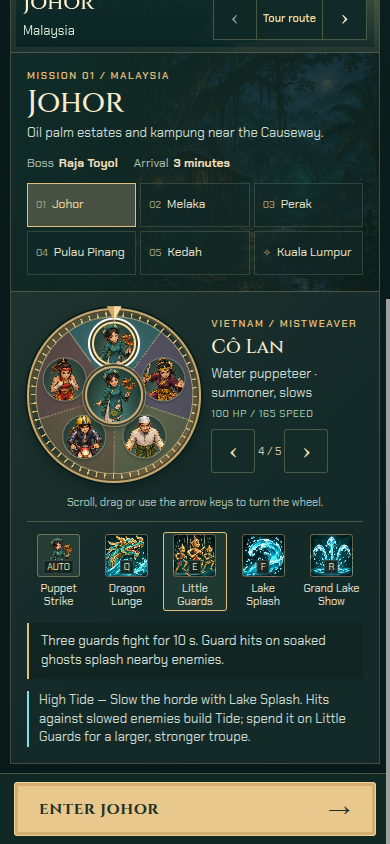 JOHOR
Malaysia
‹ Tour route ›
MISSION 01 / MALAYSIA
JOHOR
Oil palm estates and kampung near the Causeway.
Boss Raja Toyol Arrival 3 minutes
01 Johor
02 Melaka
03 Perak
04 Pulau Pinang
05 Kedah
✧ Kuala Lumpur
VIETNAM / MISTWEAVER
CÔ LAN
Water puppeteer ·
summoner, slows
100 HP / 165 SPEED
‹ 4 / 5 ›
Scroll, drag or use the arrow keys to turn the wheel.
AUTO
Puppet
Strike
Q
Dragon
Lunge
E
Little
Guards
F
Lake
Splash
R
Grand Lake
Show
Three guards fight for 10 s. Guard hits on soaked
ghosts splash nearby enemies.
High Tide — Slow the horde with Lake Splash. Hits
against slowed enemies build Tide; spend it on Little
Guards for a larger, stronger troupe.
ENTER JOHOR →